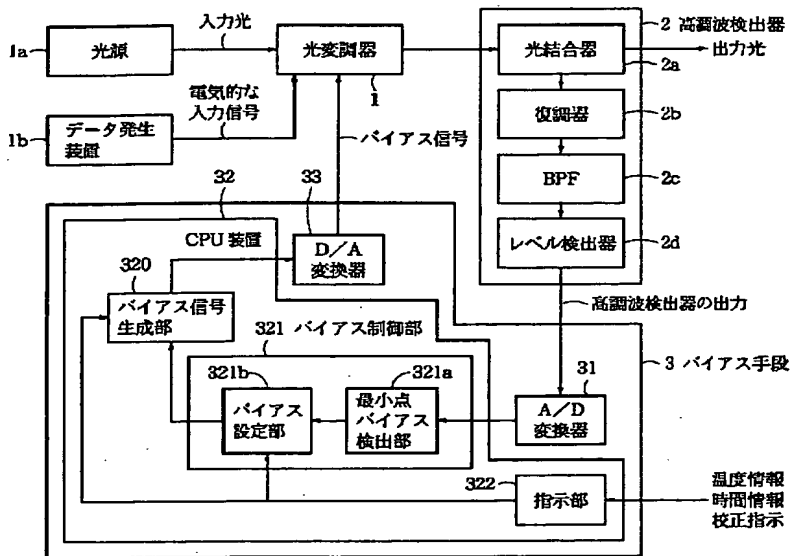 入力光
1a
光源
光変調器
1
2 高調波検出器
光結合器
2a
出力光
電気的な
入力信号
1b
データ発生
装置
バイアス信号
復調器
2b
BPF
2c
レベル検出器
2d
32
33
CPU装置
D/A
変換器
320
バイアス信号
生成部
高調波検出器の出力
321 バイアス制御部
321b
バイアス
設定部
321a
最小点
バイアス
検出部
31
A/D
変換器
3 バイアス手段
322
指示部
温度情報
時間情報
校正指示